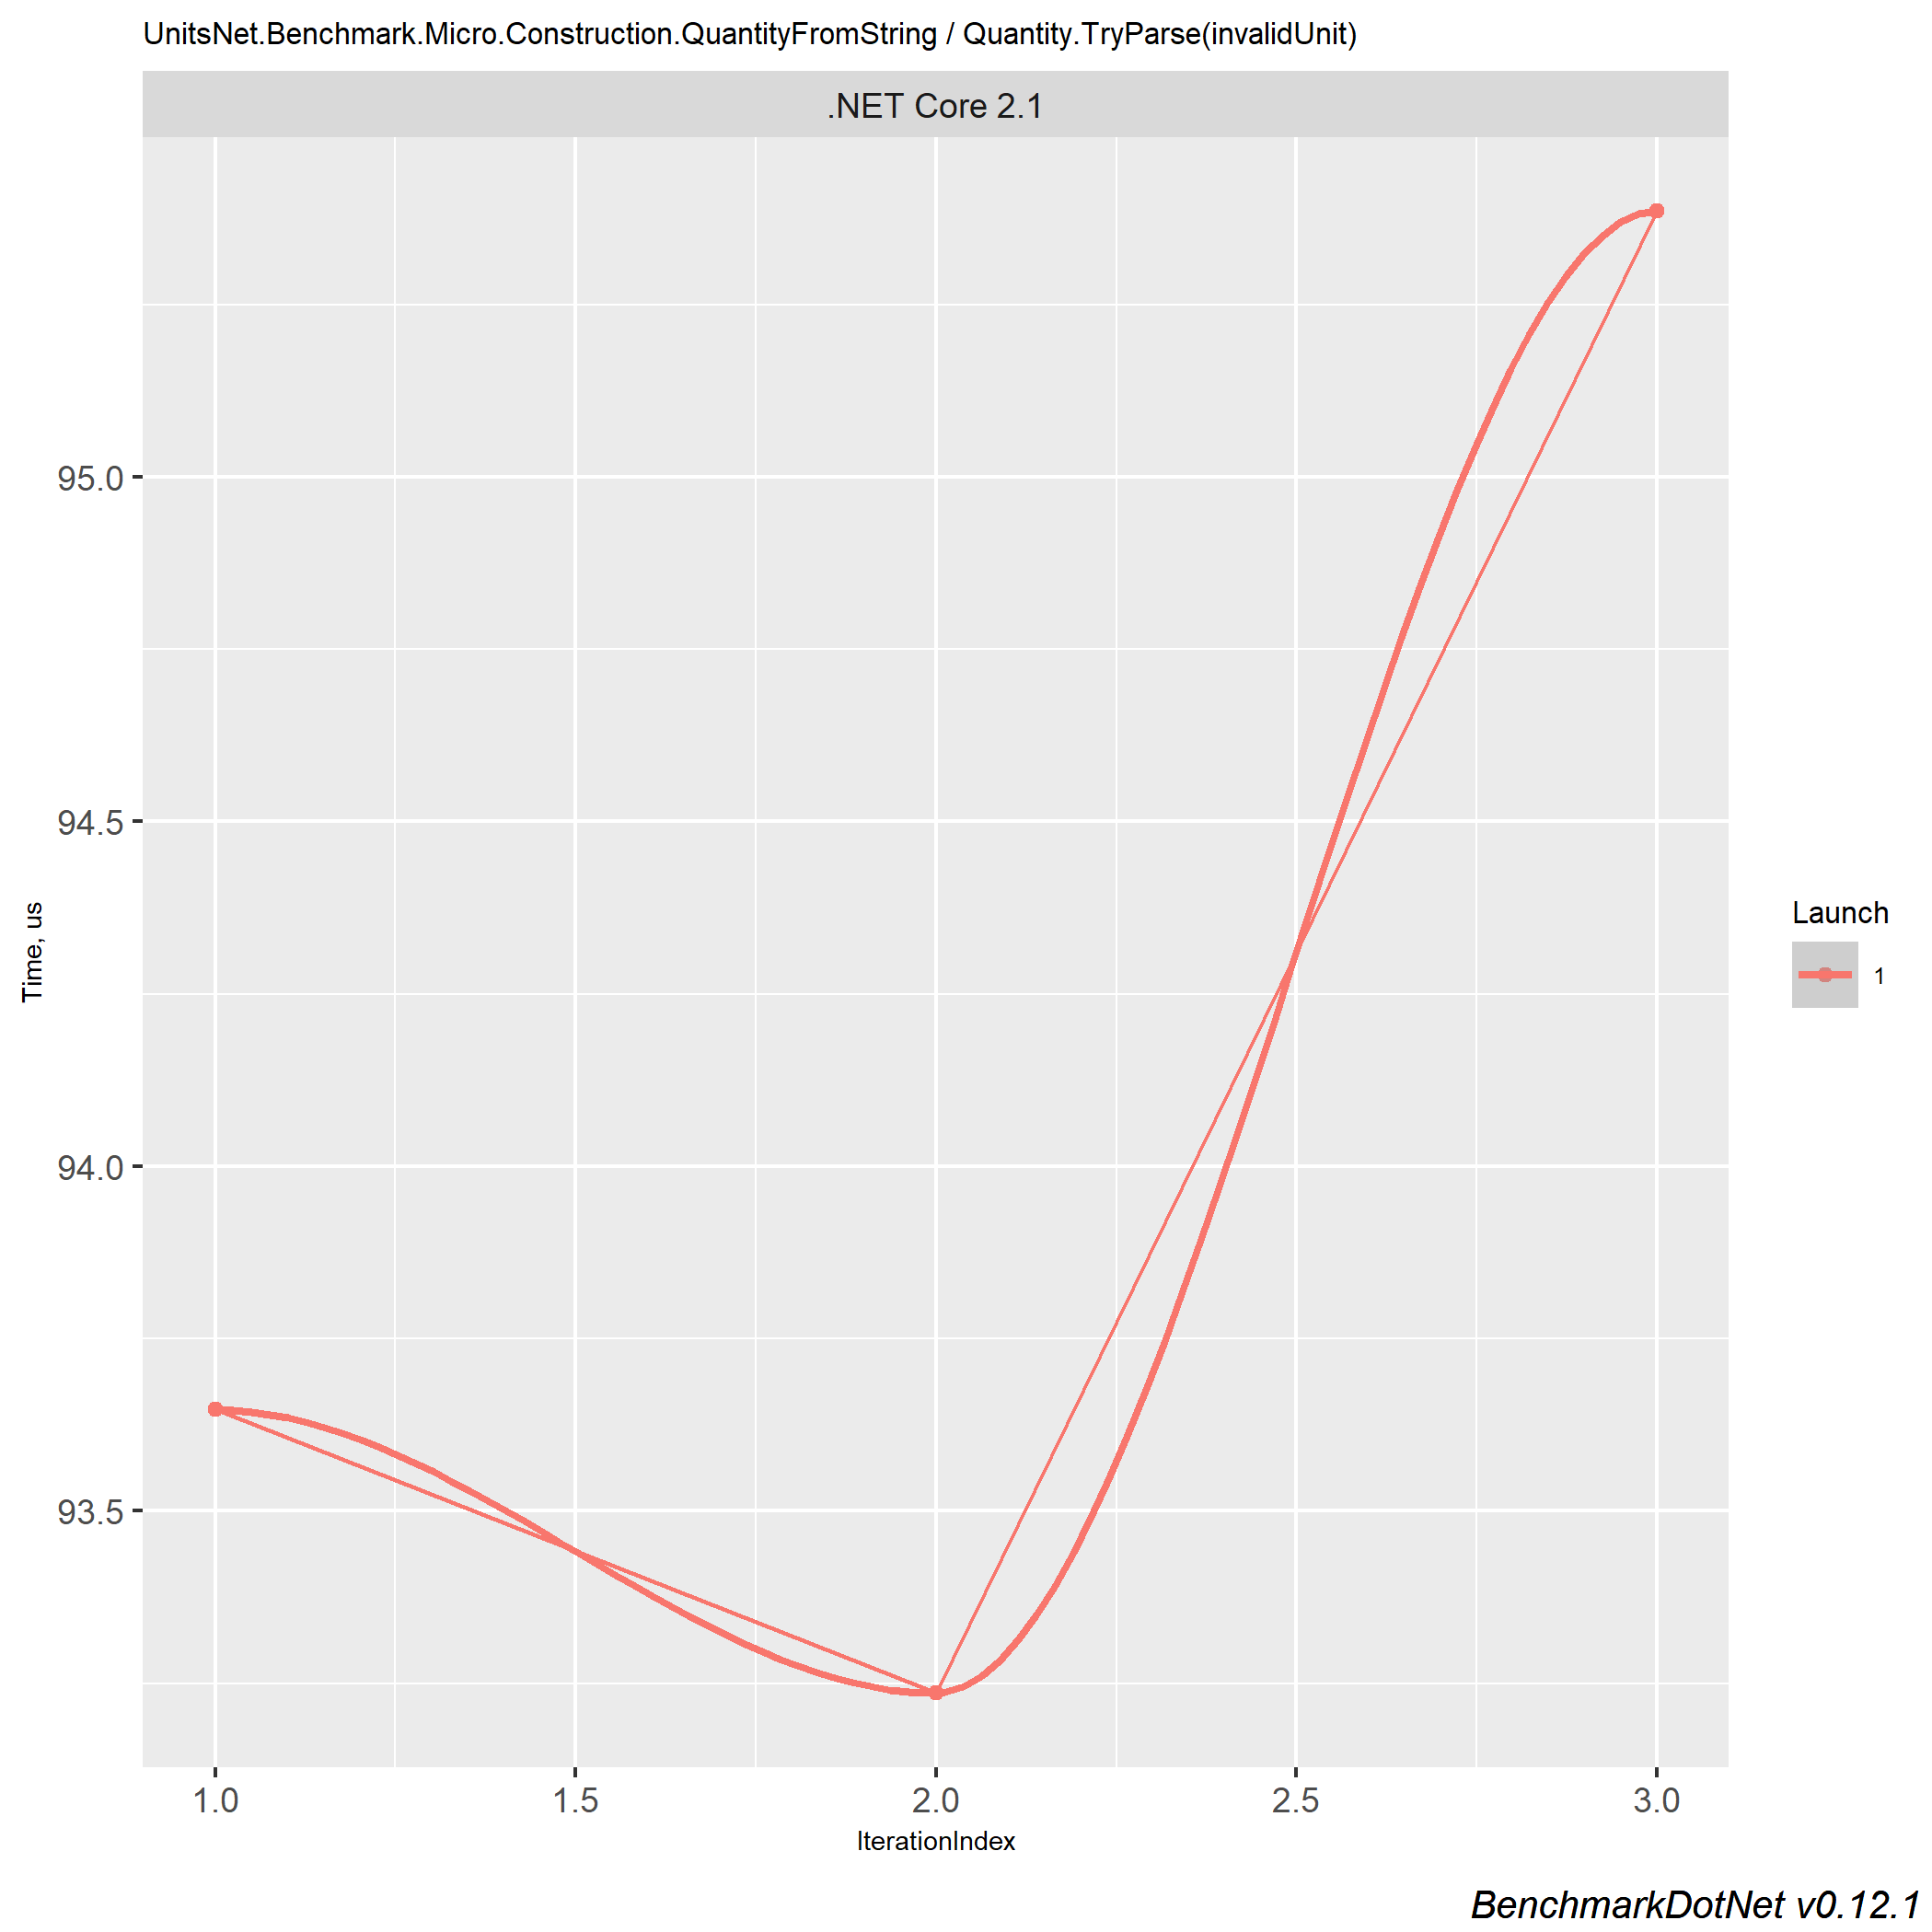 UnitsNet.Benchmark.Micro.Construction.QuantityFromString / Quantity.TryParse(invalidUnit)
.NET Core 2.1
95.0
94.5
94.0
93.5
Time, us
1.0 1.5 2.0 2.5 3.0
IterationIndex
Launch
1
BenchmarkDotNet v0.12.1